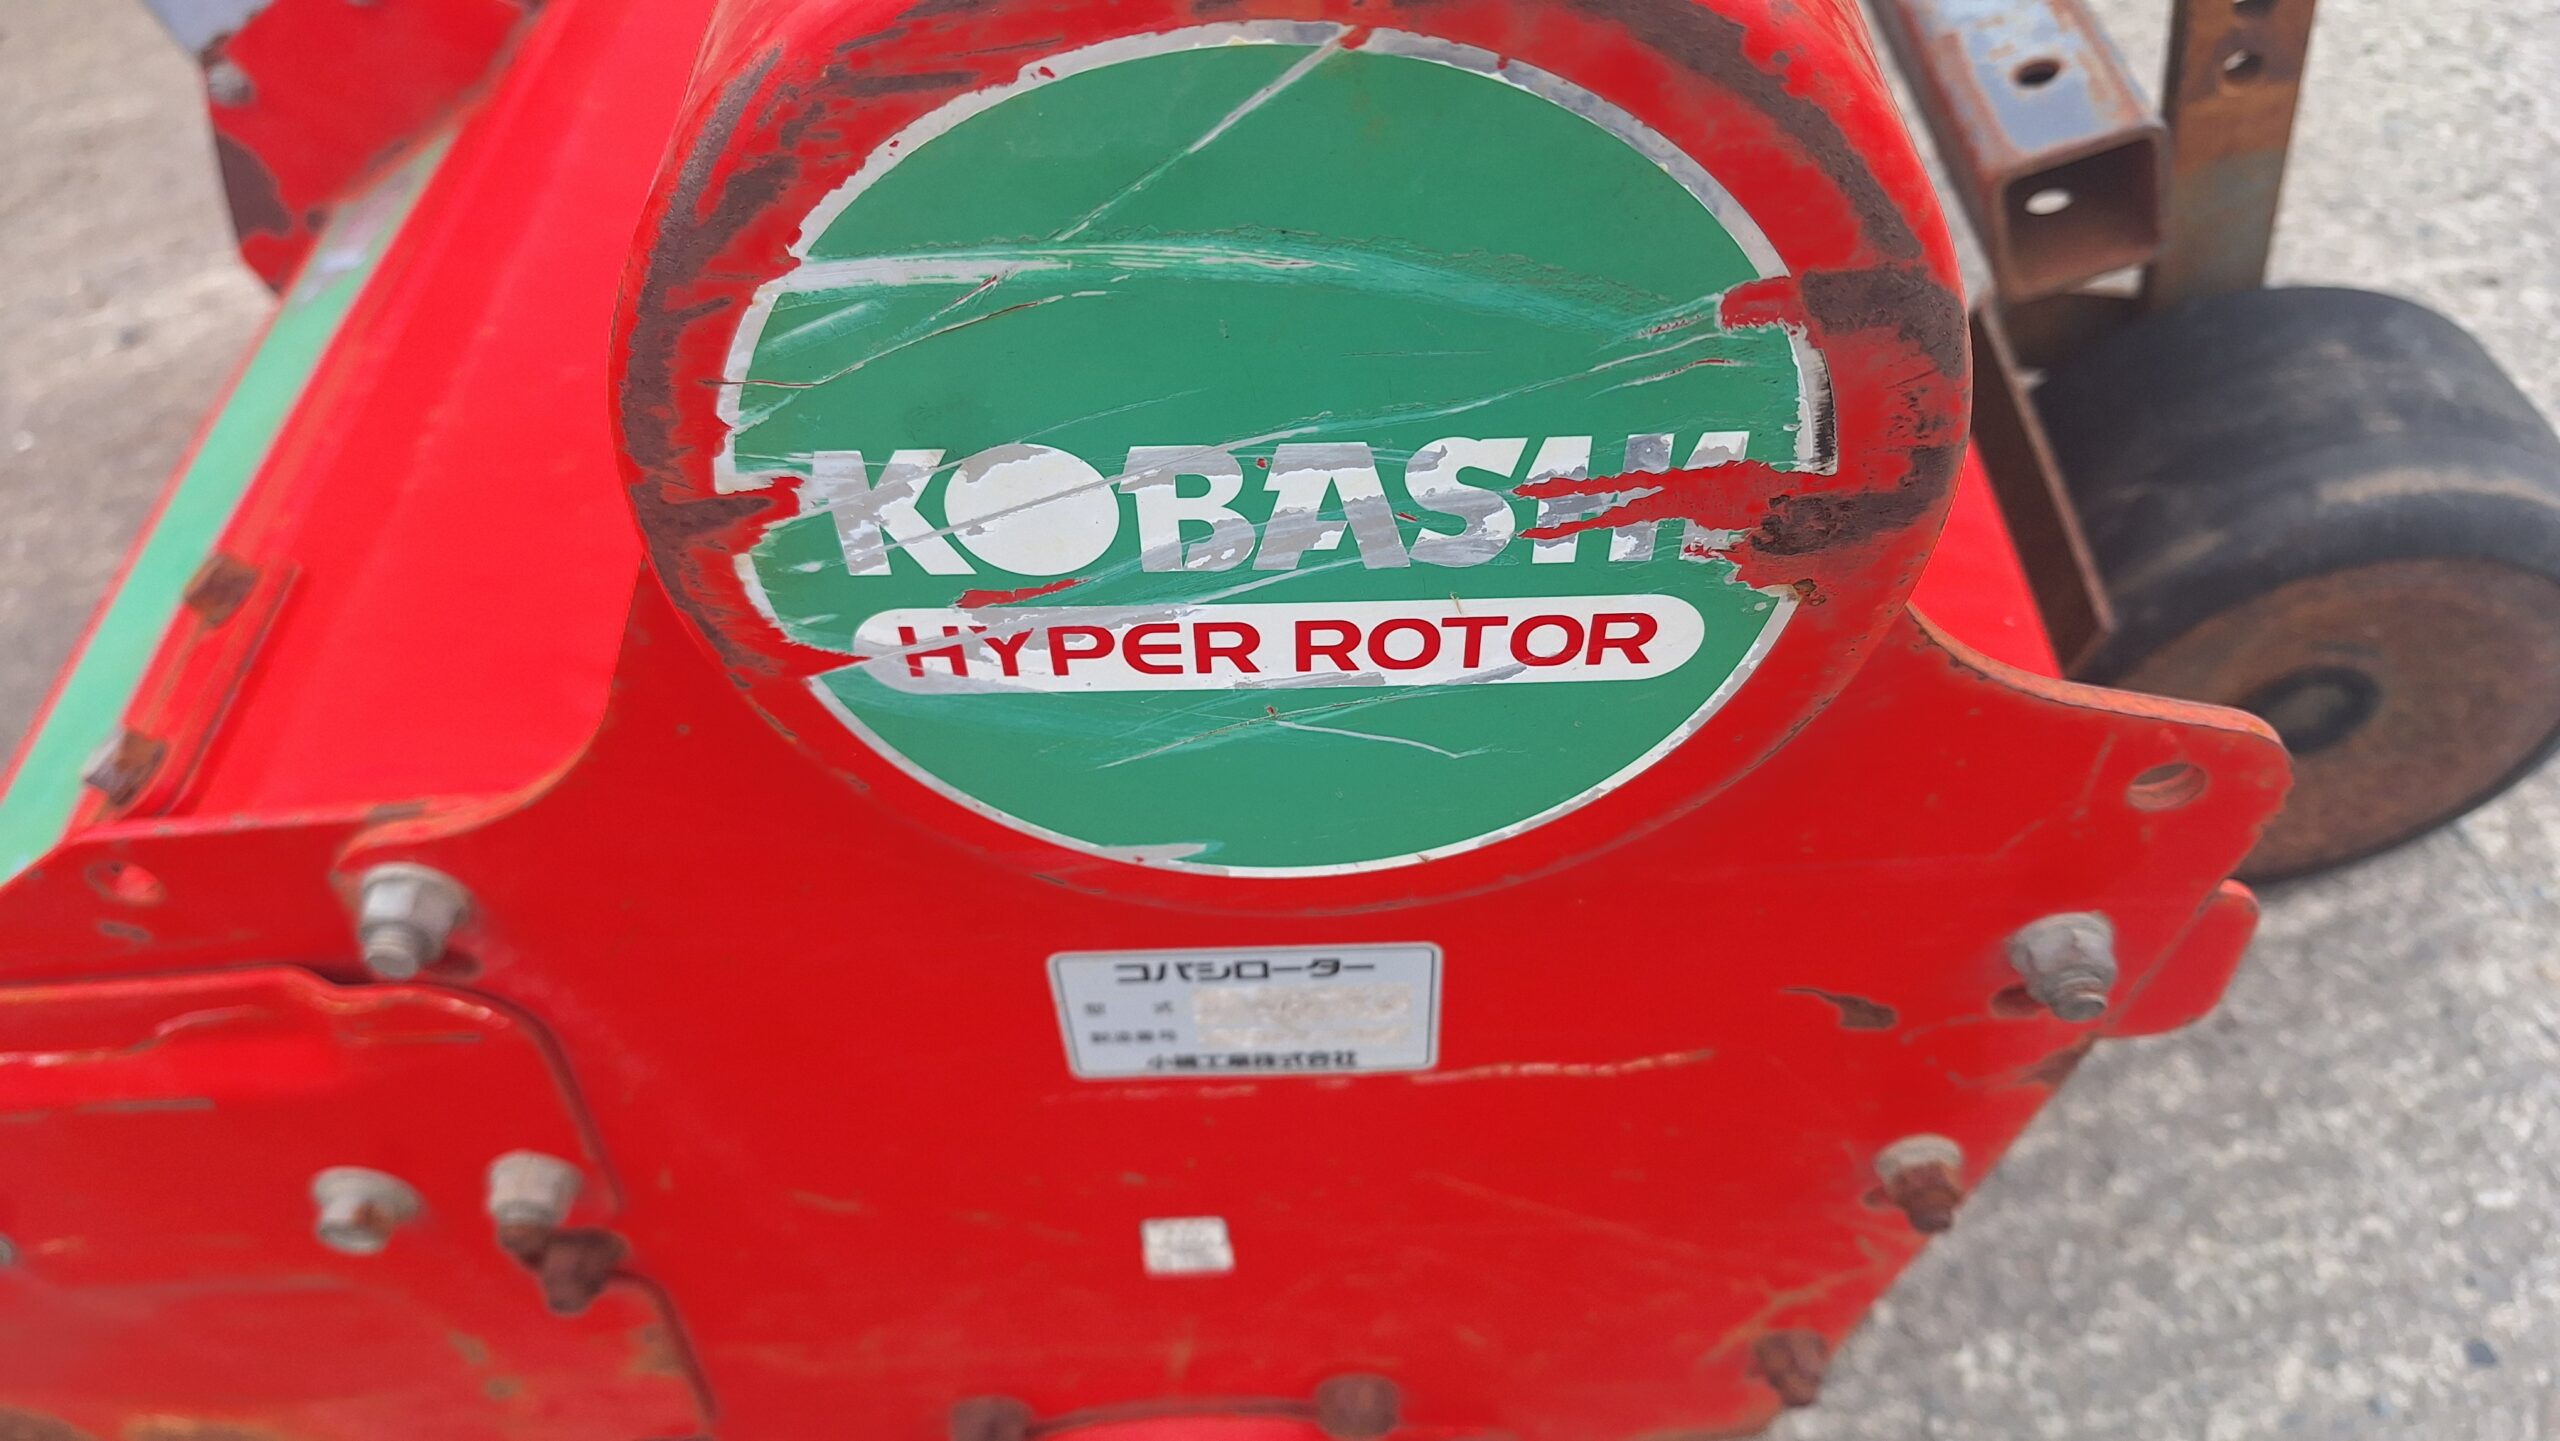 KOBASHI
HYPER ROTOR
コバシローター
型 式
製造番号
小橋工業株式会社